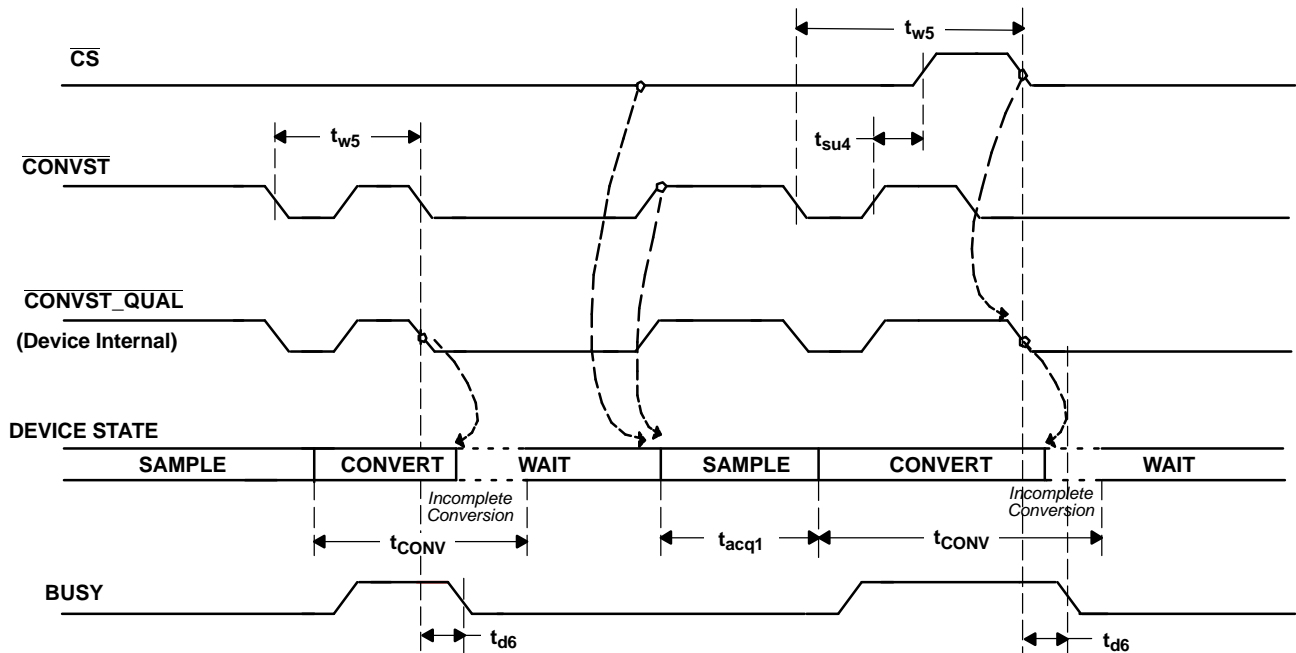 t_w5
CS
t_w5
t_su4
CONVST
CONVST_QUAL
(Device Internal)
DEVICE STATE
SAMPLE CONVERT WAIT SAMPLE CONVERT WAIT
Incomplete
Conversion
Incomplete
Conversion
t_CONV t_acq1 t_CONV
BUSY
t_d6 t_d6